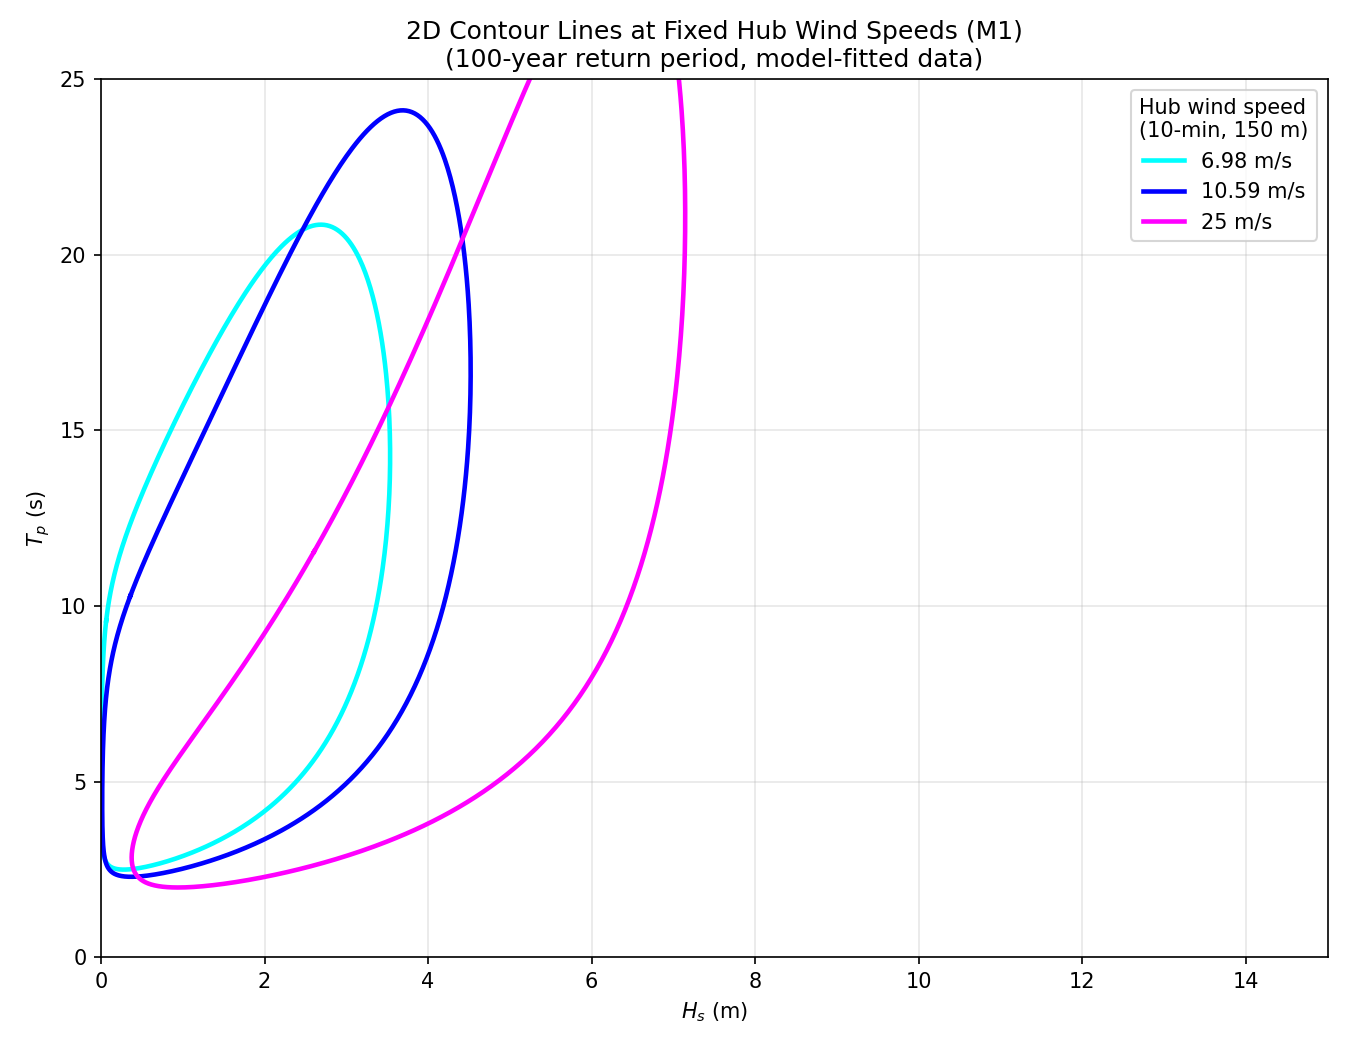 2D Contour Lines at Fixed Hub Wind Speeds (M1)
(100-year return period, model-fitted data)
Hub wind speed
(10-min, 150 m)
6.98 m/s
10.59 m/s
25 m/s
25
20
15
10
5
0
T_p (s)
0 2 4 6 8 10 12 14
H_s (m)